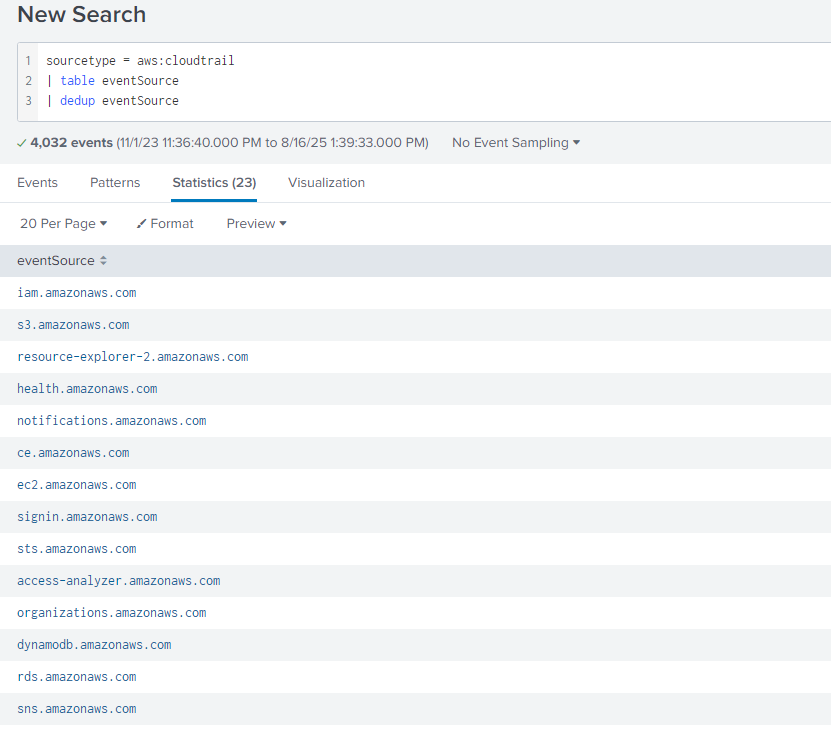 New Search
1 sourcetype = aws:cloudtrail
2 | table eventSource
3 | dedup eventSource
4,032 events (11/1/23 11:36:40.000 PM to 8/16/25 1:39:33.000 PM) No Event Sampling
Events Patterns Statistics (23) Visualization
20 Per Page Format Preview
eventSource
iam.amazonaws.com
s3.amazonaws.com
resource-explorer-2.amazonaws.com
health.amazonaws.com
notifications.amazonaws.com
ce.amazonaws.com
ec2.amazonaws.com
signin.amazonaws.com
sts.amazonaws.com
access-analyzer.amazonaws.com
organizations.amazonaws.com
dynamodb.amazonaws.com
rds.amazonaws.com
sns.amazonaws.com